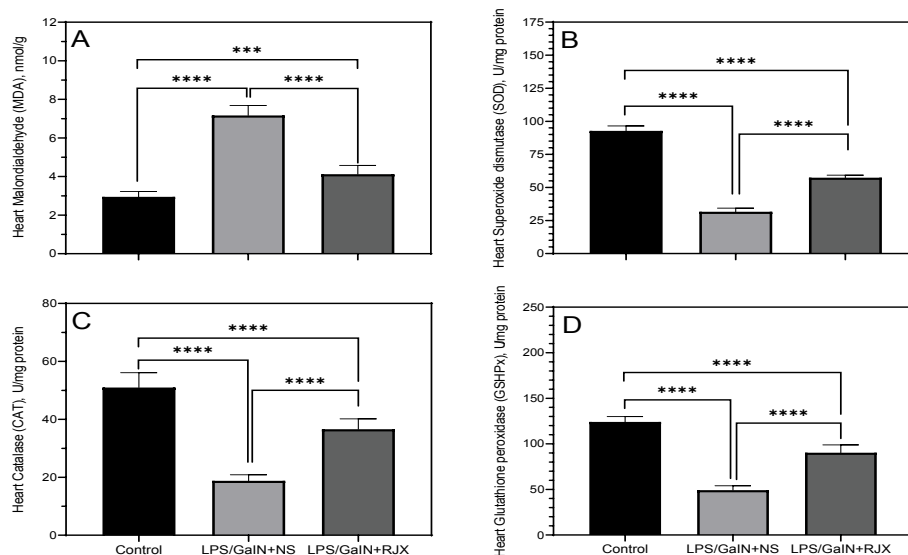 A
Heart Malondialdehyde (MDA), nmol/g
12
10
8
6
4
2
0
****
***
****
B
Heart Superoxide dismutase (SOD), U/mg protein
175
150
125
100
75
50
25
0
****
****
****
C
Heart Catalase (CAT), U/mg protein
80
60
40
20
0
****
****
****
Control
LPS/GalN+NS
LPS/GalN+RJX
D
Heart Glutathione peroxidase (GSHPx), Umg protein
250
200
150
100
50
0
****
****
****
Control
LPS/GalN+NS
LPS/GalN+RJX